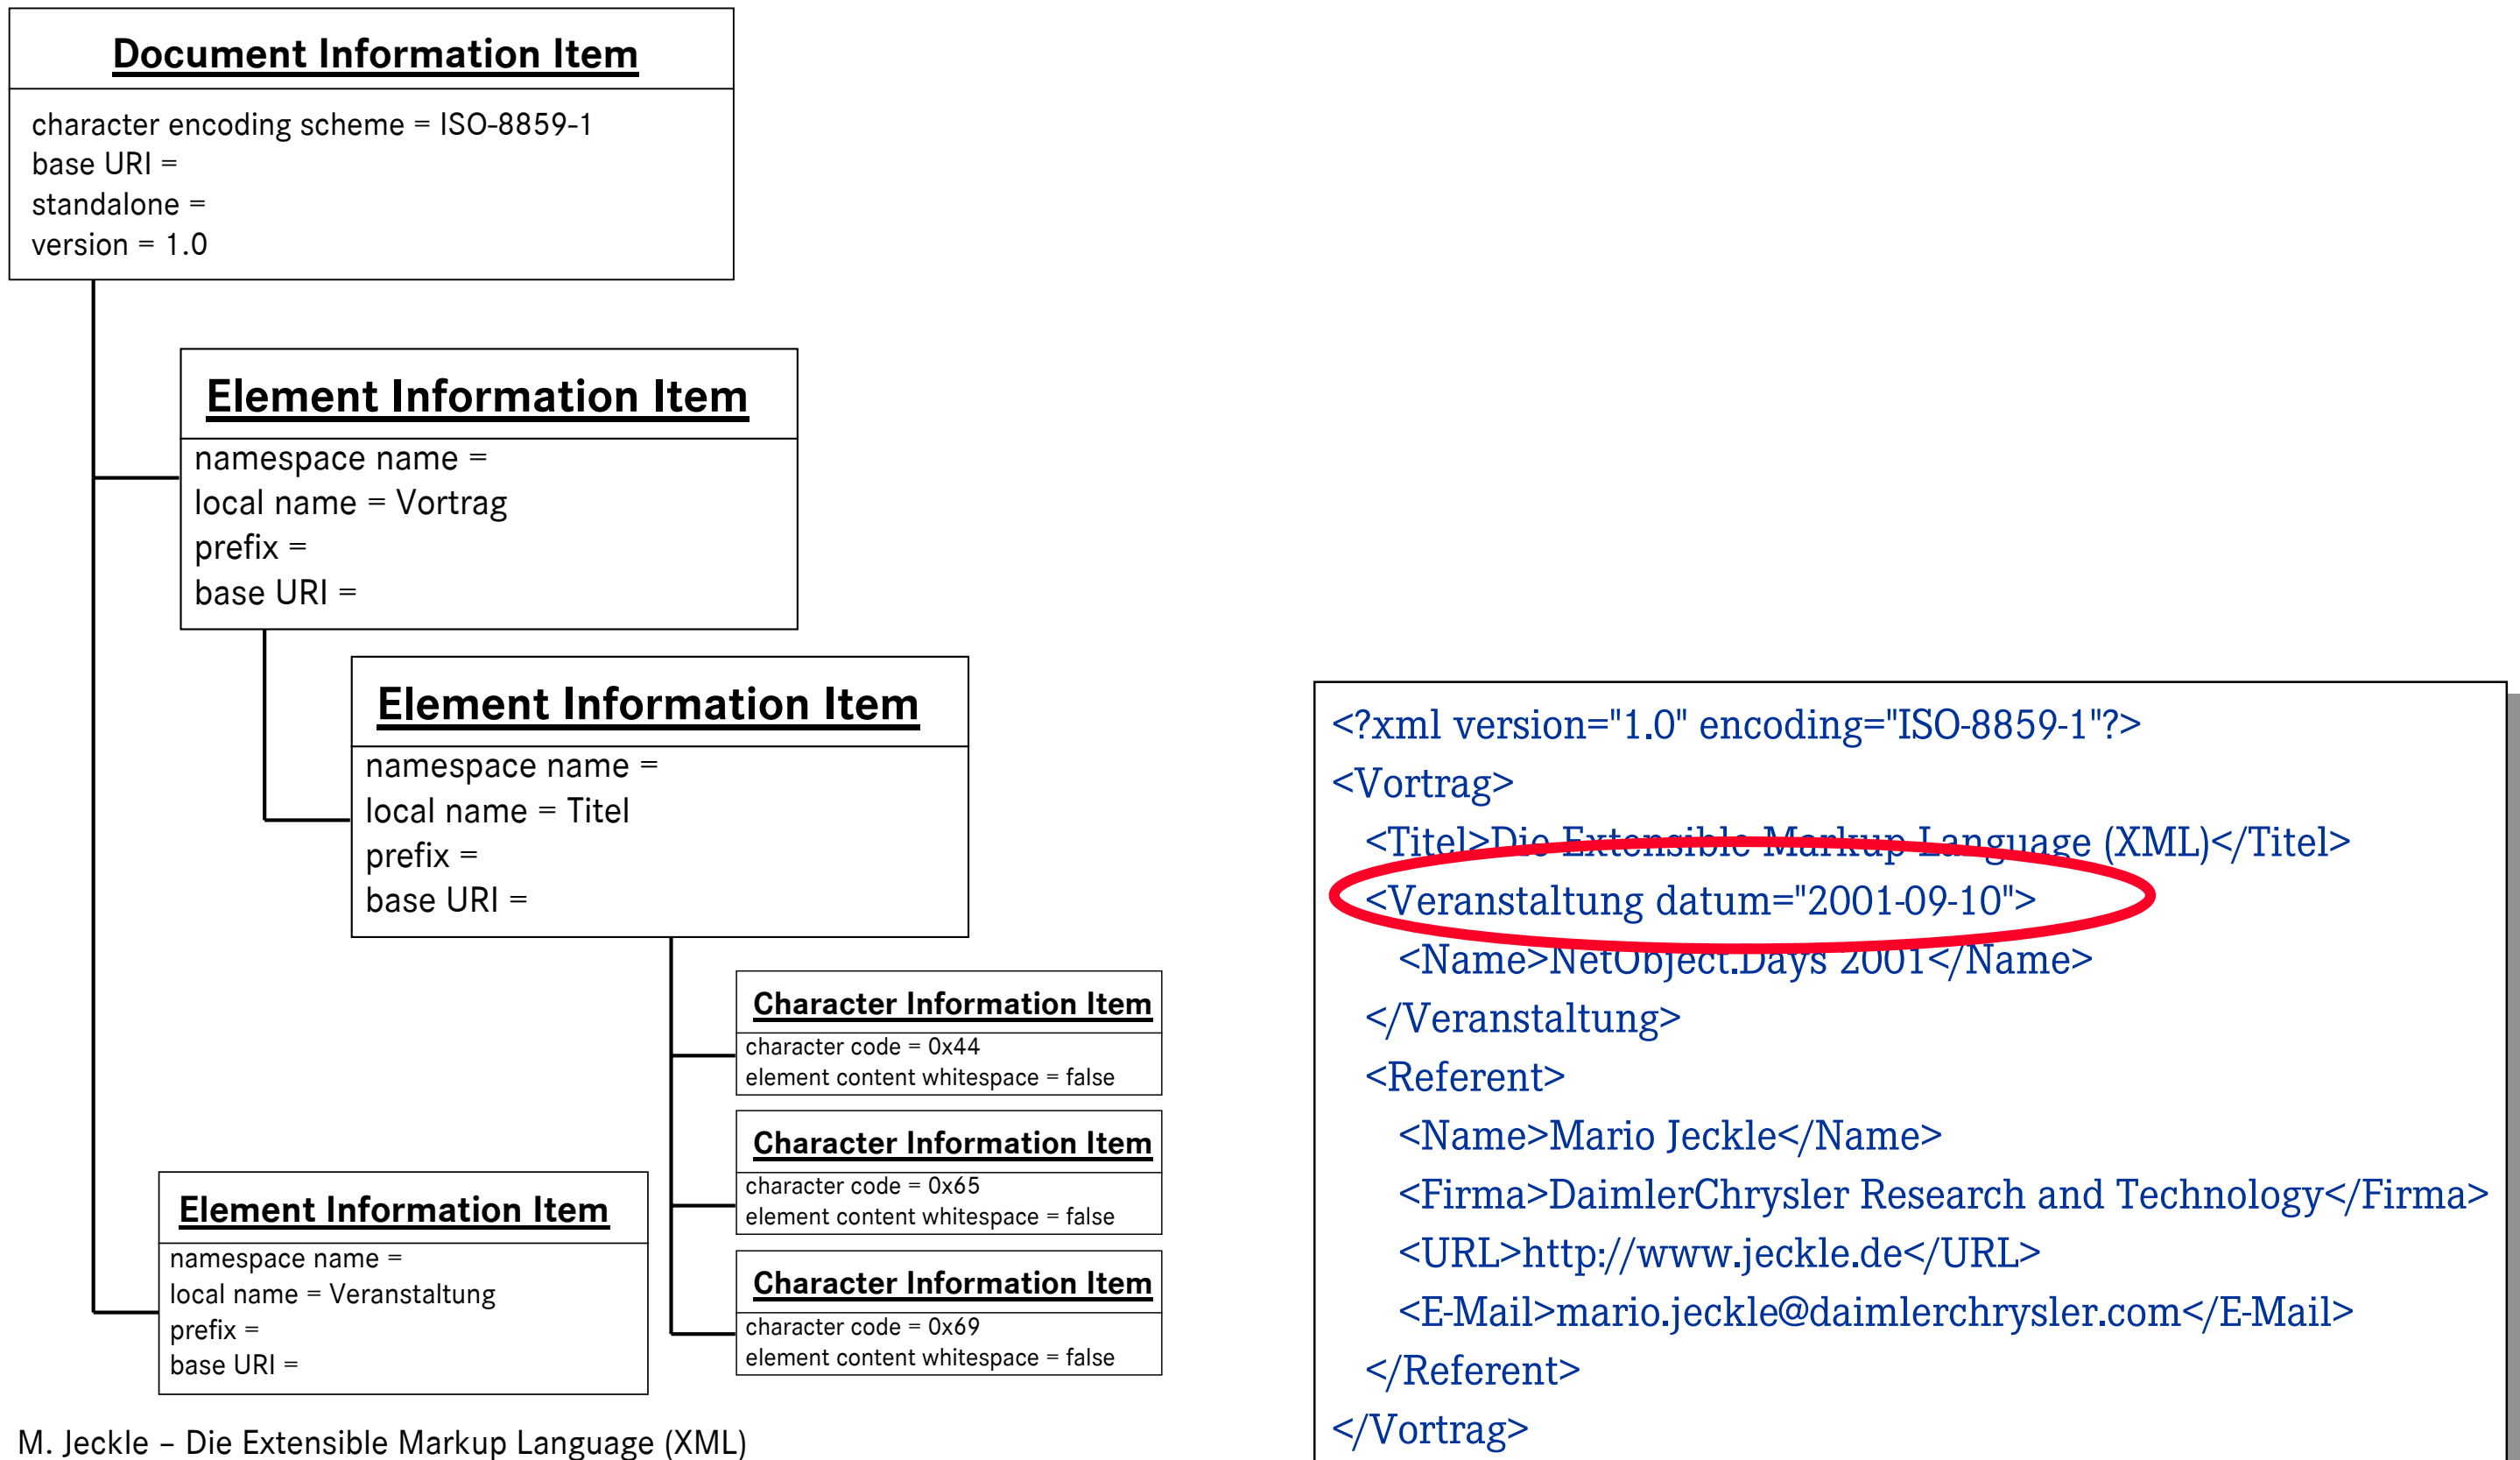 Document Information Item
character encoding scheme = ISO-8859-1
base URI =
standalone =
version = 1.0
Element Information Item
namespace name =
local name = Vortrag
prefix =
base URI =
Element Information Item
namespace name =
local name = Titel
prefix =
base URI =
Character Information Item
character code = 0x44
element content whitespace = false
Character Information Item
character code = 0x65
element content whitespace = false
Character Information Item
character code = 0x69
element content whitespace = false
Element Information Item
namespace name =
local name = Veranstaltung
prefix =
base URI =
<?xml version="1.0" encoding="ISO-8859-1"?>
<Vortrag>
<Titel>Die Extensible Markup Language (XML)</Titel>
<Veranstaltung datum="2001-09-10">
<Name>NetObject.Days 2001</Name>
</Veranstaltung>
<Referent>
<Name>Mario Jeckle</Name>
<Firma>DaimlerChrysler Research and Technology</Firma>
<URL>http://www.jeckle.de</URL>
<E-Mail>mario.jeckle@daimlerchrysler.com</E-Mail>
</Referent>
</Vortrag>
M. Jeckle – Die Extensible Markup Language (XML)